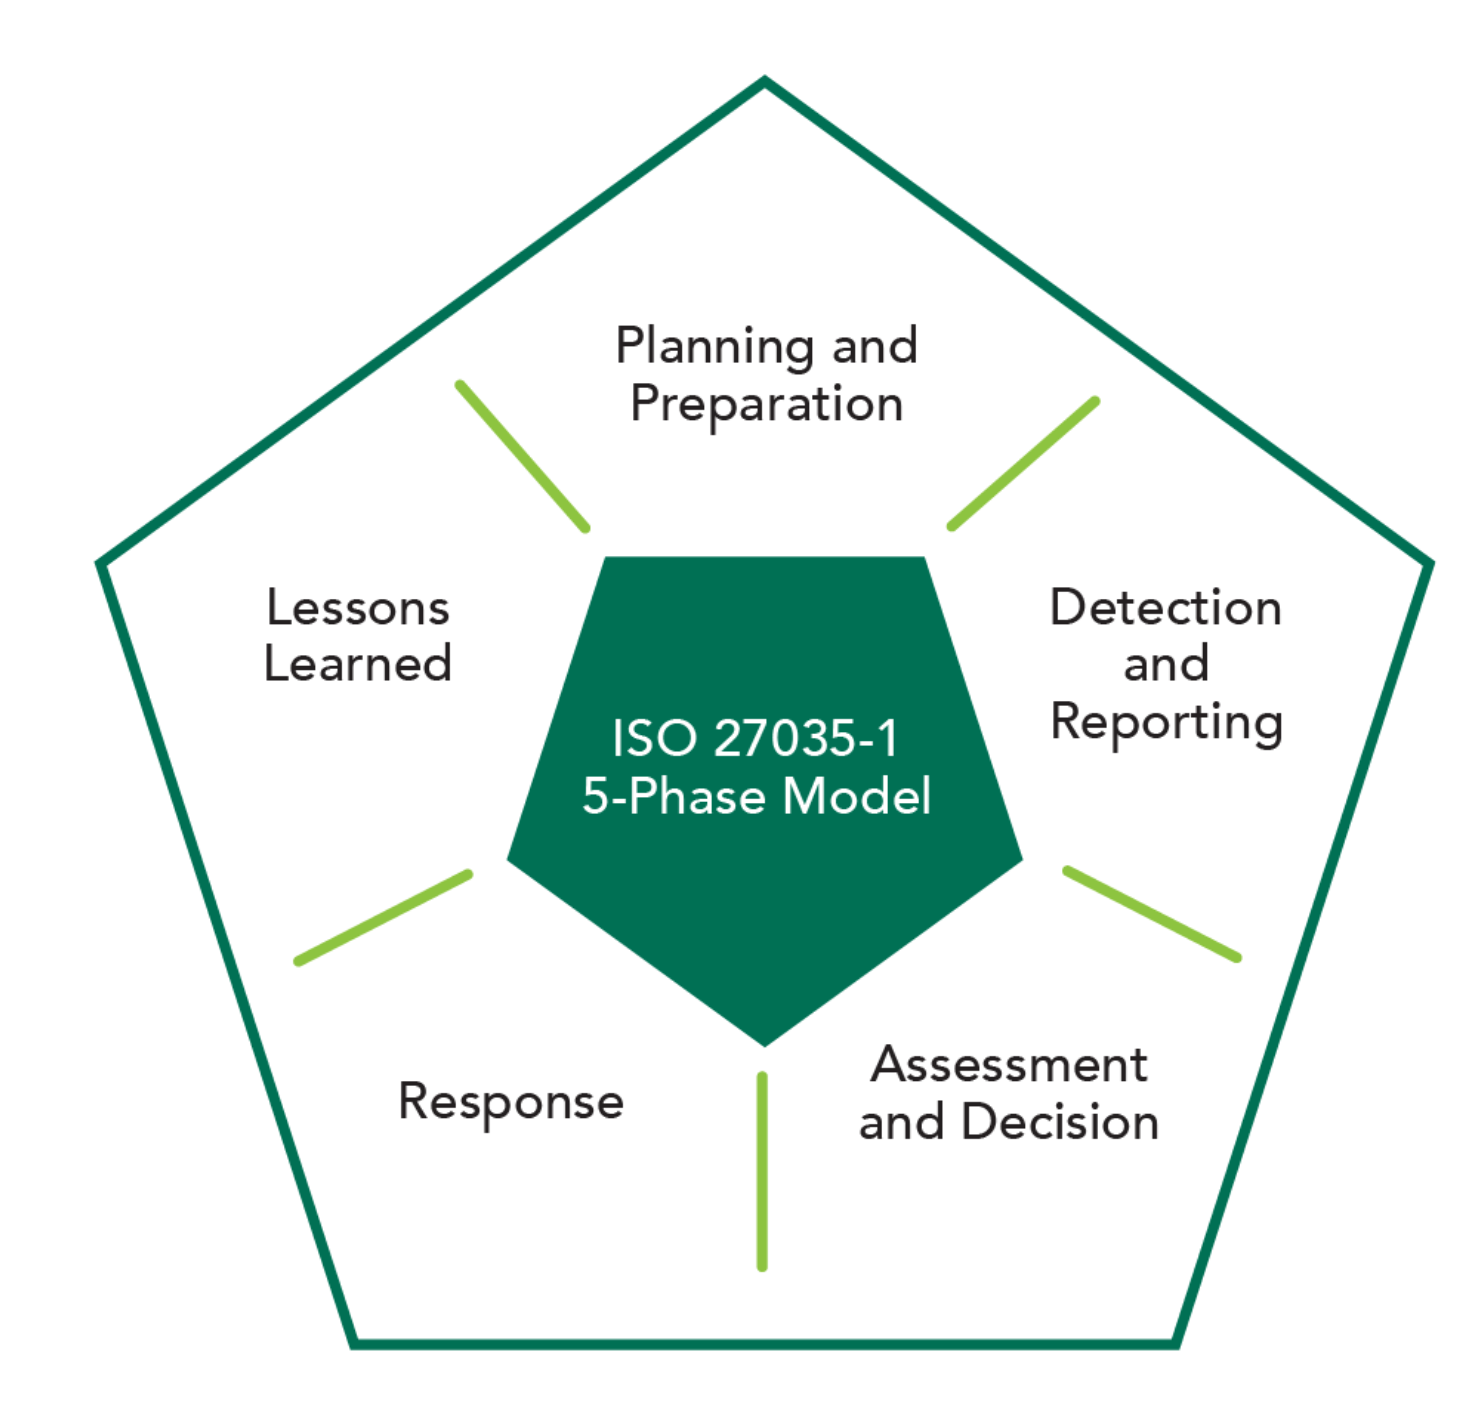 Planning and
Preparation
Detection
and
Reporting
Assessment
and Decision
Response
Lessons
Learned
ISO 27035-1
5-Phase Model